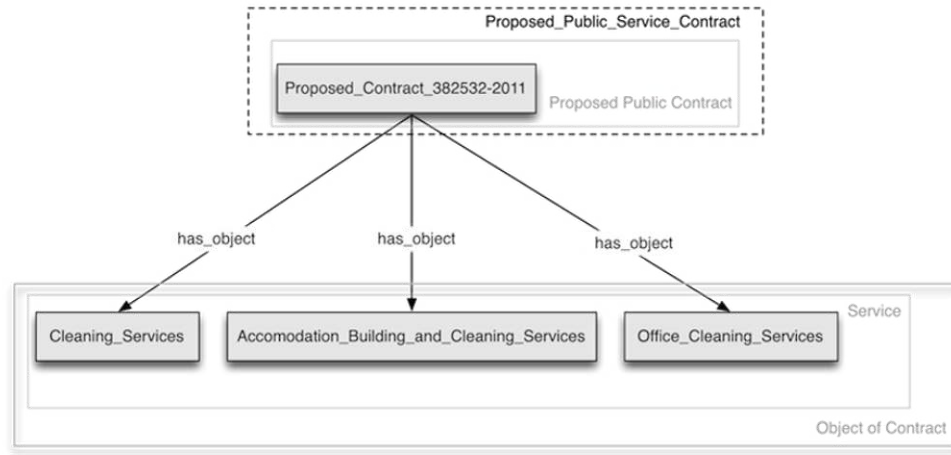 Proposed_Public_Service_Contract
Proposed_Contract_382532-2011
Proposed Public Contract
has_object
has_object
has_object
Service
Cleaning_Services
Accomodation_Building_and_Cleaning_Services
Office_Cleaning_Services
Object of Contract